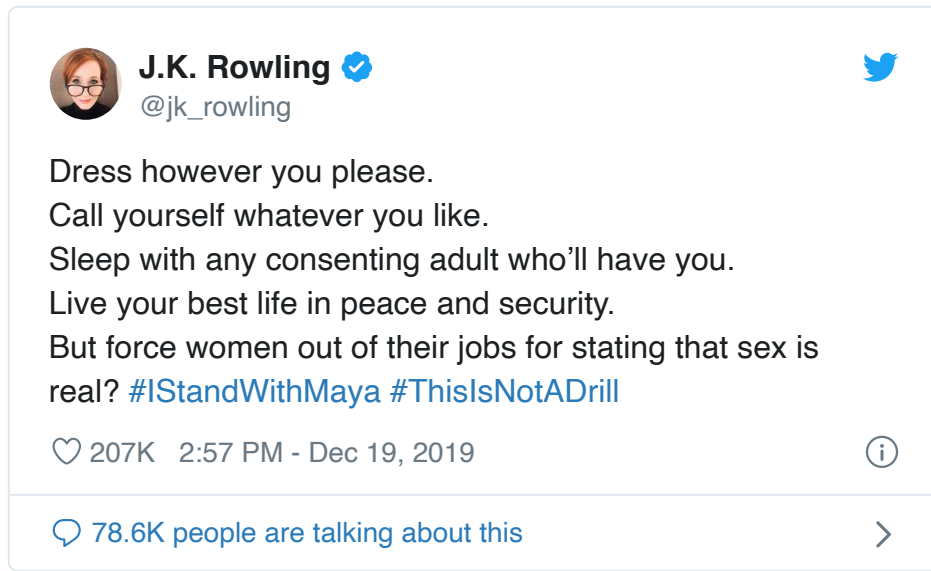 J.K. Rowling
@jk_rowling
Dress however you please.
Call yourself whatever you like.
Sleep with any consenting adult who’ll have you.
Live your best life in peace and security.
But force women out of their jobs for stating that sex is
real? #IStandWithMaya #ThisIsNotADrill
207K 2:57 PM - Dec 19, 2019
78.6K people are talking about this